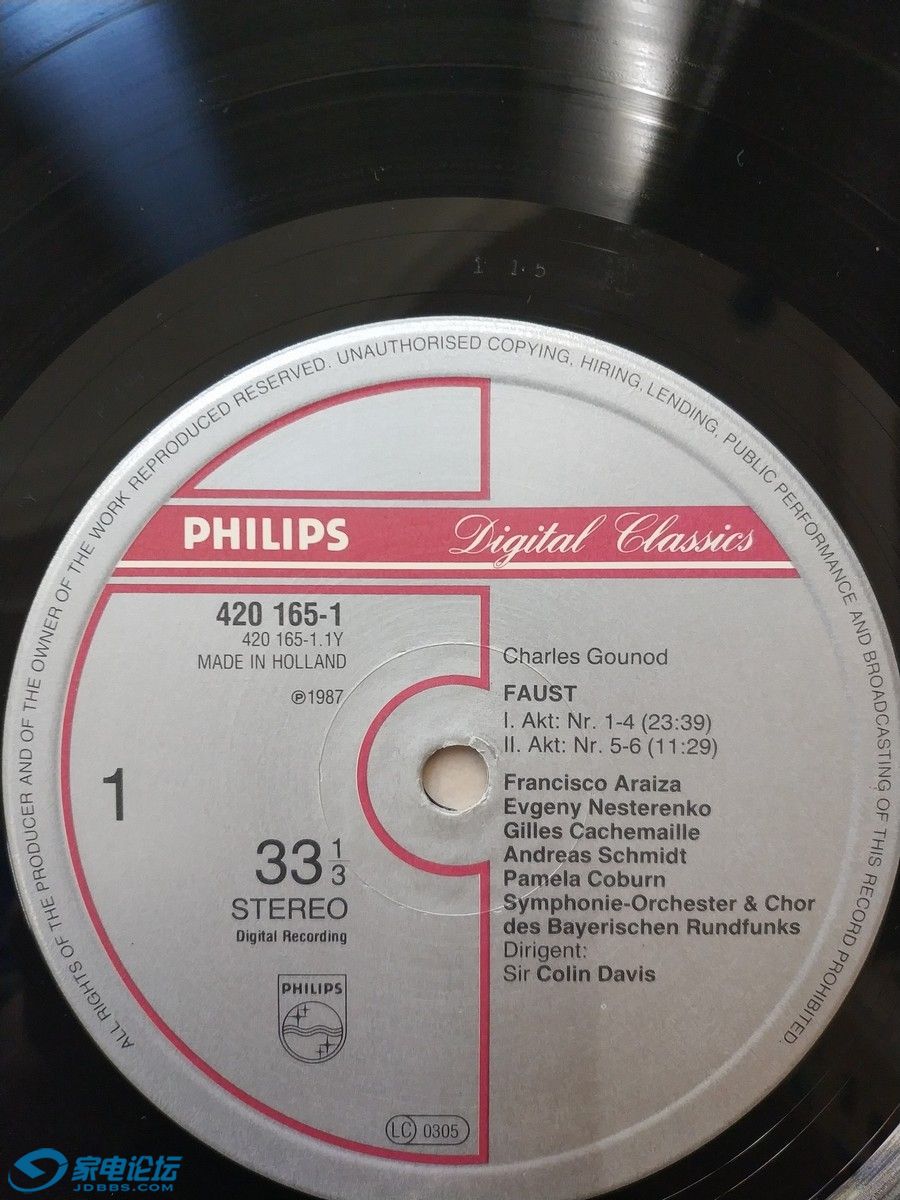 1 1·5
ALL RIGHTS OF THE PRODUCER AND OF THE OWNER OF THE WORK REPRODUCED RESERVED. UNAUTHORISED COPYING, HIRING, LENDING, PUBLIC PERFORMANCE AND BROADCASTING OF THIS RECORD PROHIBITED.
PHILIPS Digital Classics
420 165-1
420 165-1.1Y
MADE IN HOLLAND
℗1987
1
33 1/3
STEREO
Digital Recording
PHILIPS
LC 0305
Charles Gounod
FAUST
I. Akt: Nr. 1-4 (23:39)
II. Akt: Nr. 5-6 (11:29)
Francisco Araiza
Evgeny Nesterenko
Gilles Cachemaille
Andreas Schmidt
Pamela Coburn
Symphonie-Orchester & Chor
des Bayerischen Rundfunks
Dirigent:
Sir Colin Davis
家电论坛
JDBBS.COM